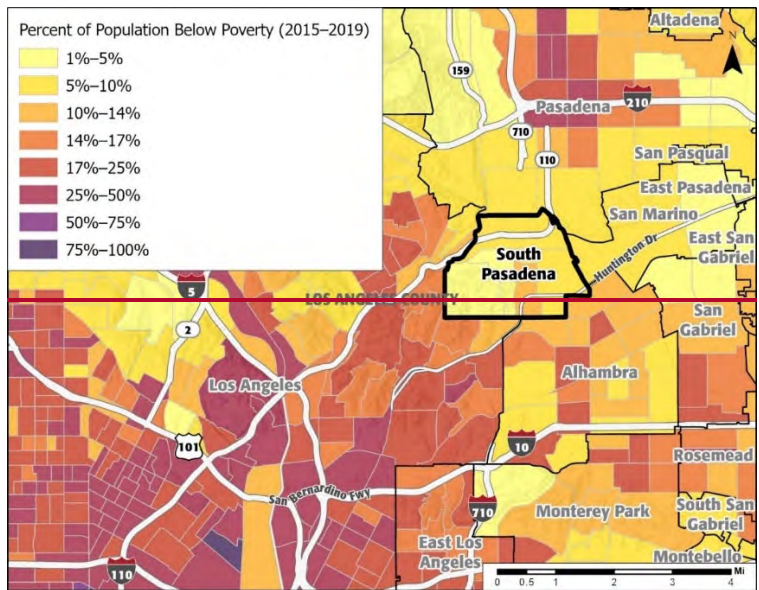 Percent of Population Below Poverty (2015–2019)
1%–5%
5%–10%
10%–14%
14%–17%
17%–25%
25%–50%
50%–75%
75%–100%
Altadena
N
159
Pasadena
210
710
110
San Pasqual
East Pasadena
San Marino
East San
Gabriel
South
Pasadena
Huntington Dr
5
LOS ANGELES COUNTY
2
San
Gabriel
Los Angeles
Alhambra
101
10
Rosemead
San Bernardino Fwy
710
Monterey Park
South San
Gabriel
East Los
Angeles
Montebello
110
Mi
0 0.5 1 2 3 4